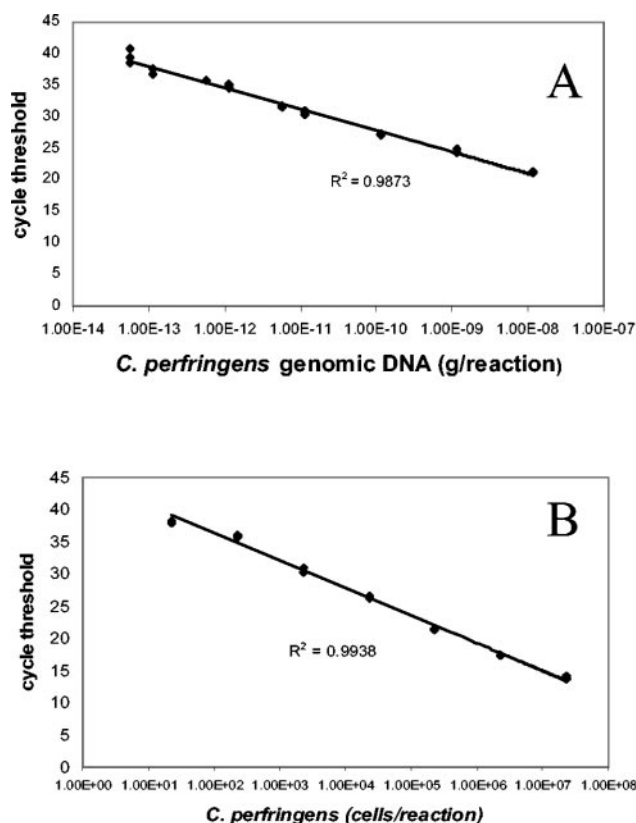 45
40
35
30
25
20
15
10
5
0
cycle threshold
A
R² = 0.9873
1.00E-14 1.00E-13 1.00E-12 1.00E-11 1.00E-10 1.00E-09 1.00E-08 1.00E-07
C. perfringens genomic DNA (g/reaction)
45
40
35
30
25
20
15
10
5
0
cycle threshold
B
R² = 0.9938
1.00E+00 1.00E+01 1.00E+02 1.00E+03 1.00E+04 1.00E+05 1.00E+06 1.00E+07 1.00E+08
C. perfringens (cells/reaction)